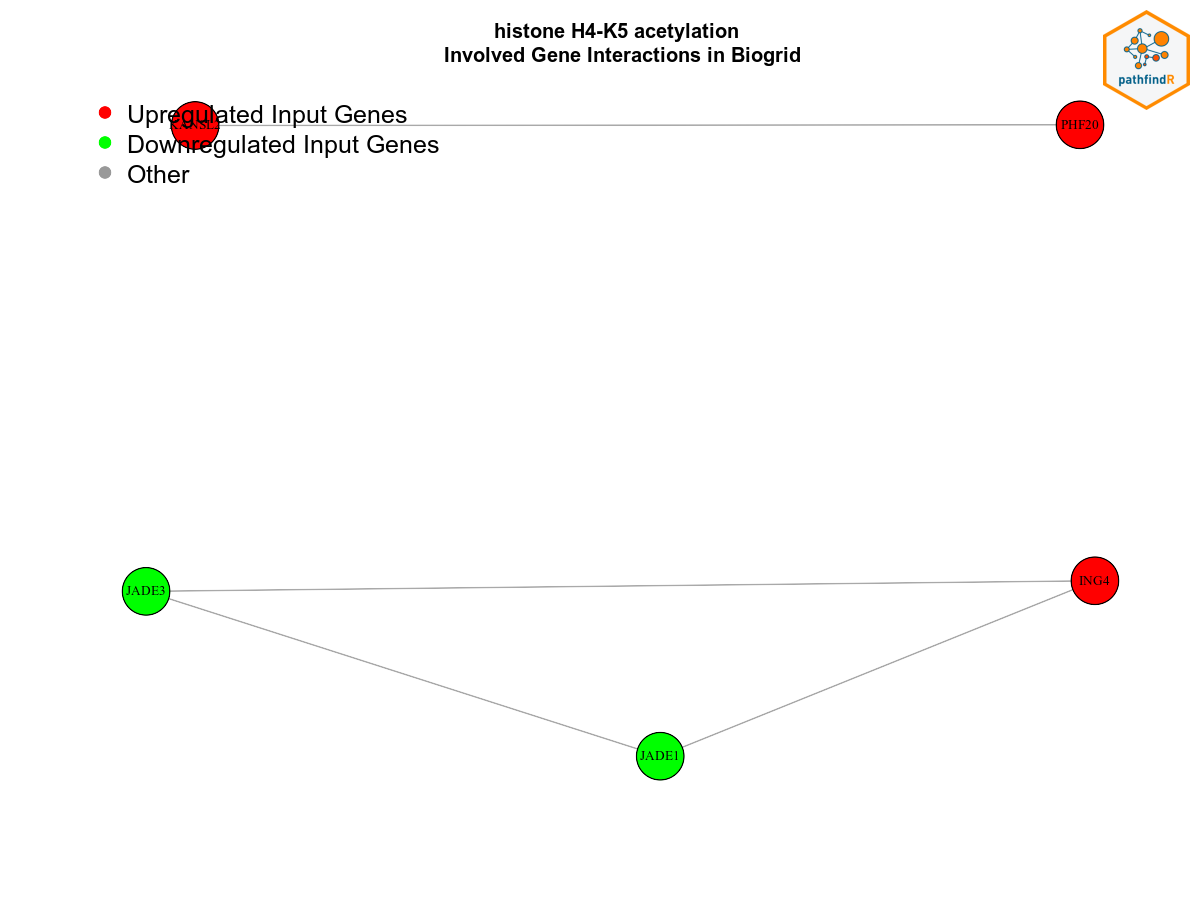 histone H4-K5 acetylation
Involved Gene Interactions in Biogrid
pathfindR
Upregulated Input Genes
Downregulated Input Genes
Other
PHF20
JADE3
ING4
JADE1